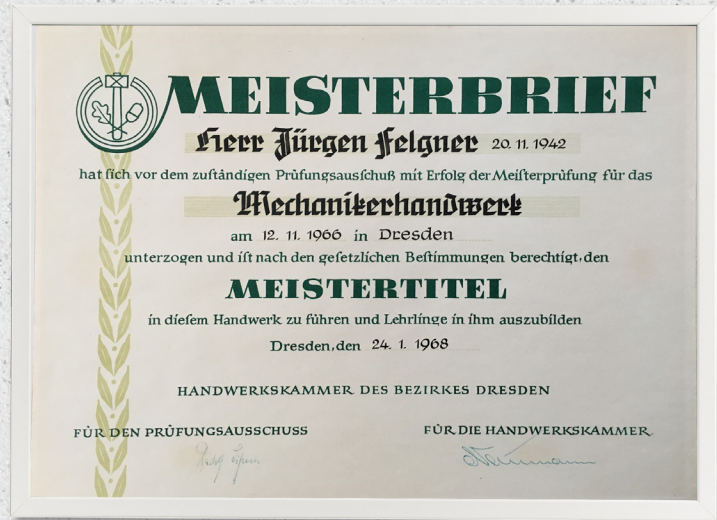 MEISTERBRIEF
Herr Jürgen Felgner 20. 11. 1942
hat ſich vor dem zuſtändigen Prüfungsausſchuß mit Erfolg der Meiſterprüfung für das
Mechanikerhandwerk
am 12. 11. 1966 in Dresden
unterzogen und iſt nach den geſetzlichen Beſtimmungen berechtigt, den
MEISTERTITEL
in dieſem Handwerk zu führen und Lehrlinge in ihm auszubilden
Dresden, den 24. 1. 1968
HANDWERKSKAMMER DES BEZIRKES DRESDEN
FÜR DEN PRÜFUNGSAUSSCHUSS
FÜR DIE HANDWERKSKAMMER